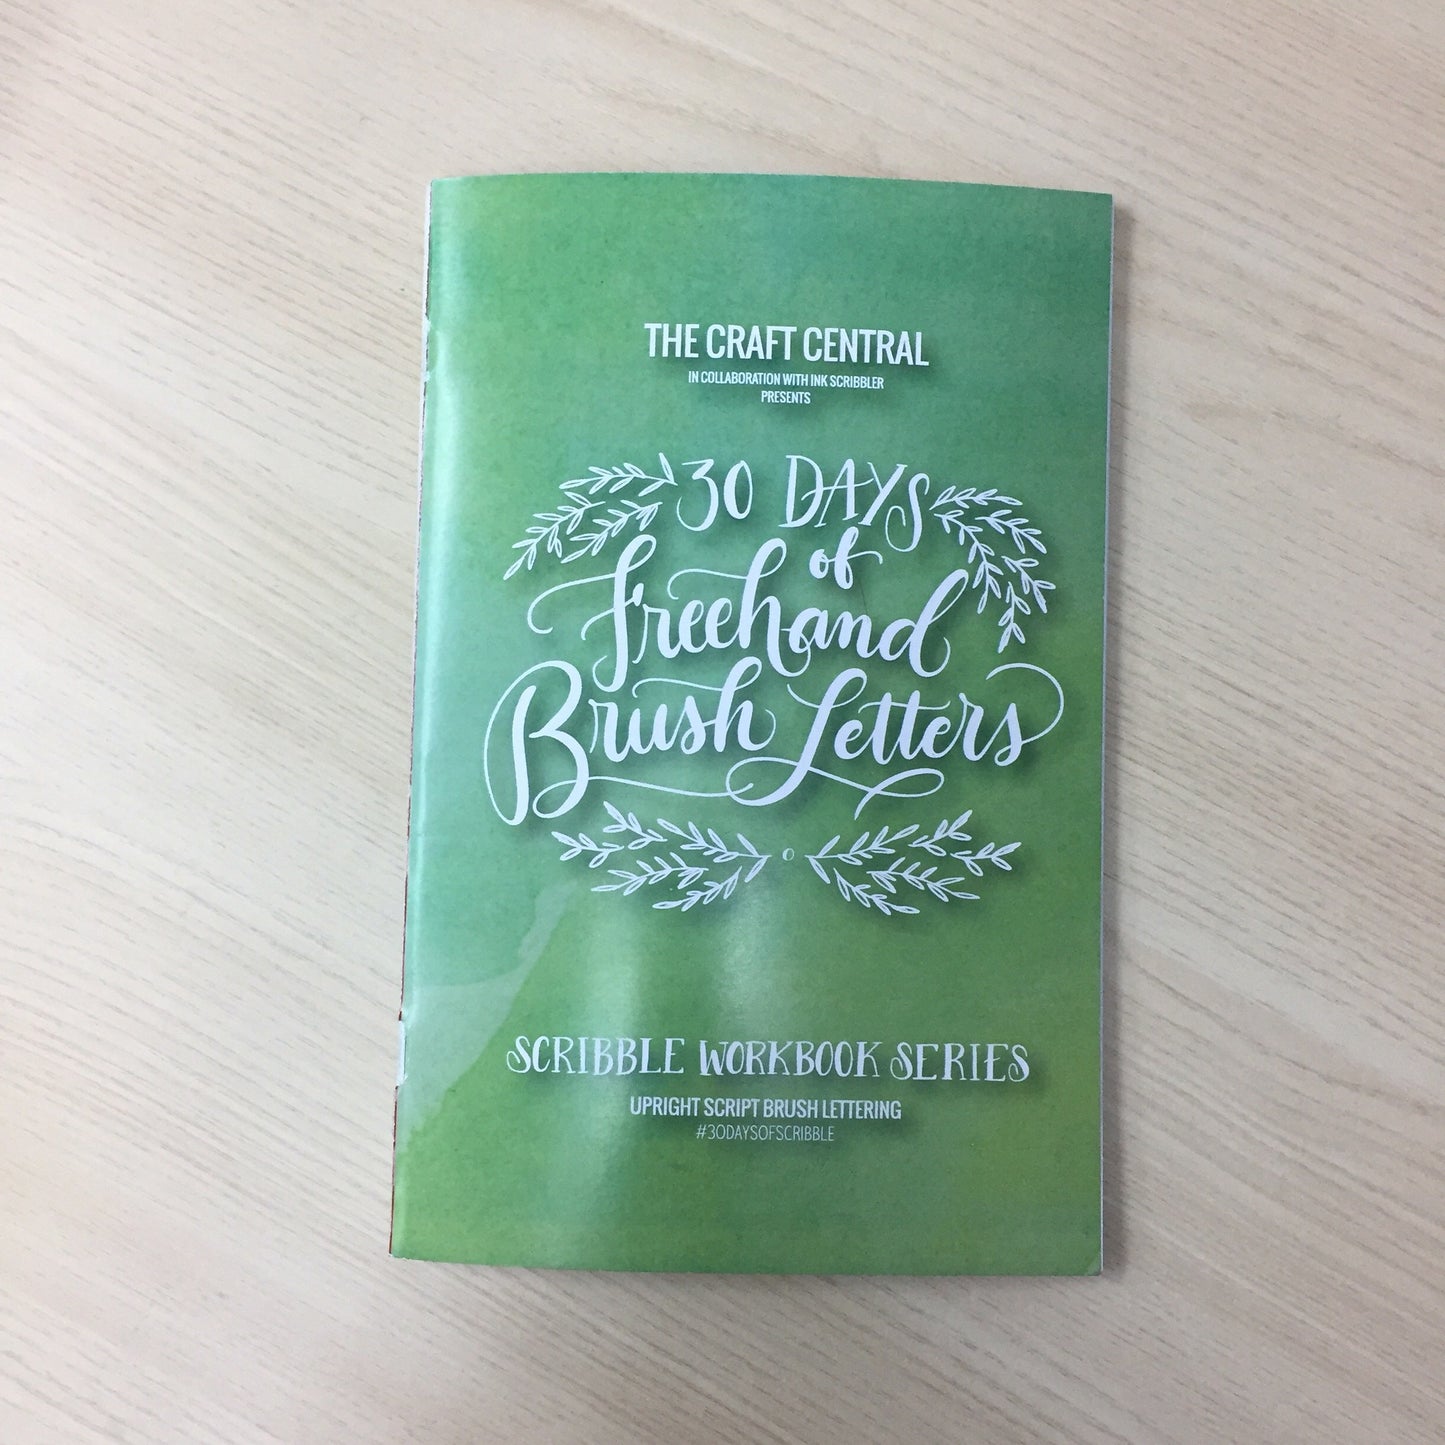 THE CRAFT CENTRAL
IN COLLABORATION WITH INK SCRIBBLER
PRESENTS
30 DAYS
of
Freehand
Brush Letters
SCRIBBLE WORKBOOK SERIES
UPRIGHT SCRIPT BRUSH LETTERING
#30DAYSOFSCRIBBLE